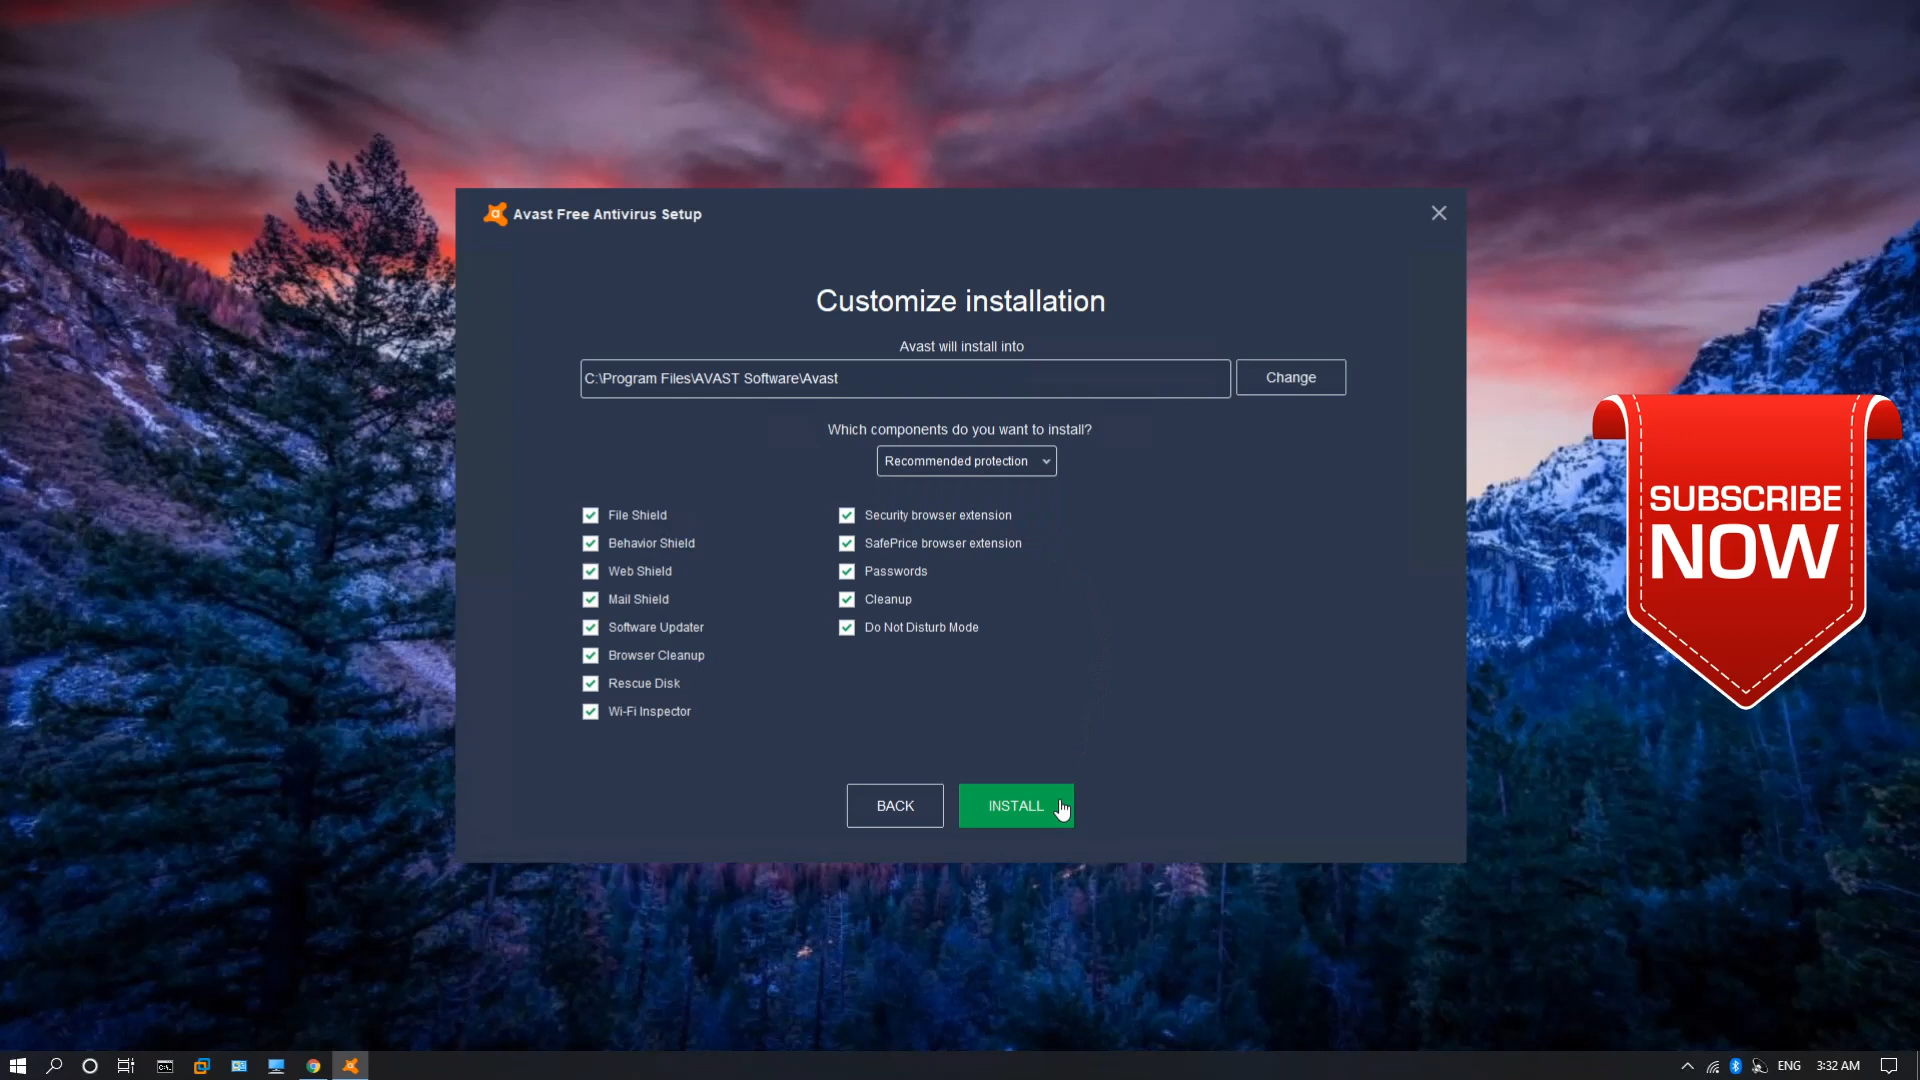 Avast Free Antivirus Setup
Customize installation
Avast will install into
C:\Program Files\AVAST Software\Avast
Change
Which components do you want to install?
Recommended protection
File Shield
Behavior Shield
Web Shield
Mail Shield
Software Updater
Browser Cleanup
Rescue Disk
Wi-Fi Inspector
Security browser extension
SafePrice browser extension
Passwords
Cleanup
Do Not Disturb Mode
BACK
INSTALL
SUBSCRIBE
NOW
ENG
3:32 AM